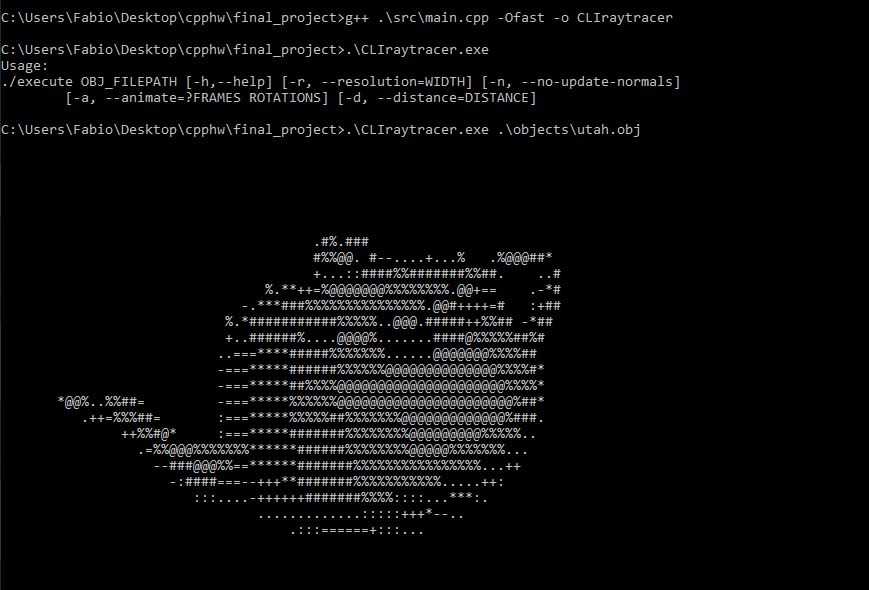 C:\Users\Fabio\Desktop\cpphw\final_project>g++ .\src\main.cpp -Ofast -o CLIraytracer
C:\Users\Fabio\Desktop\cpphw\final_project>.\CLIraytracer.exe
Usage:
./execute OBJ_FILEPATH [-h,--help] [-r, --resolution=WIDTH] [-n, --no-update-normals]
[-a, --animate=?FRAMES ROTATIONS] [-d, --distance=DISTANCE]
C:\Users\Fabio\Desktop\cpphw\final_project>.\CLIraytracer.exe .\objects\utah.obj